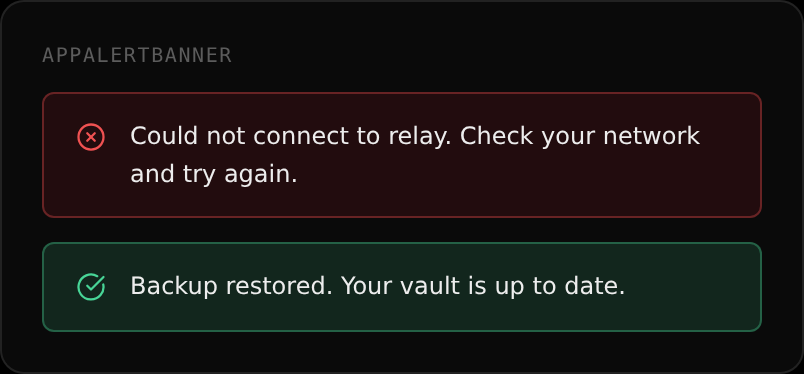 APPALERTBANNER
Could not connect to relay. Check your network
and try again.
Backup restored. Your vault is up to date.